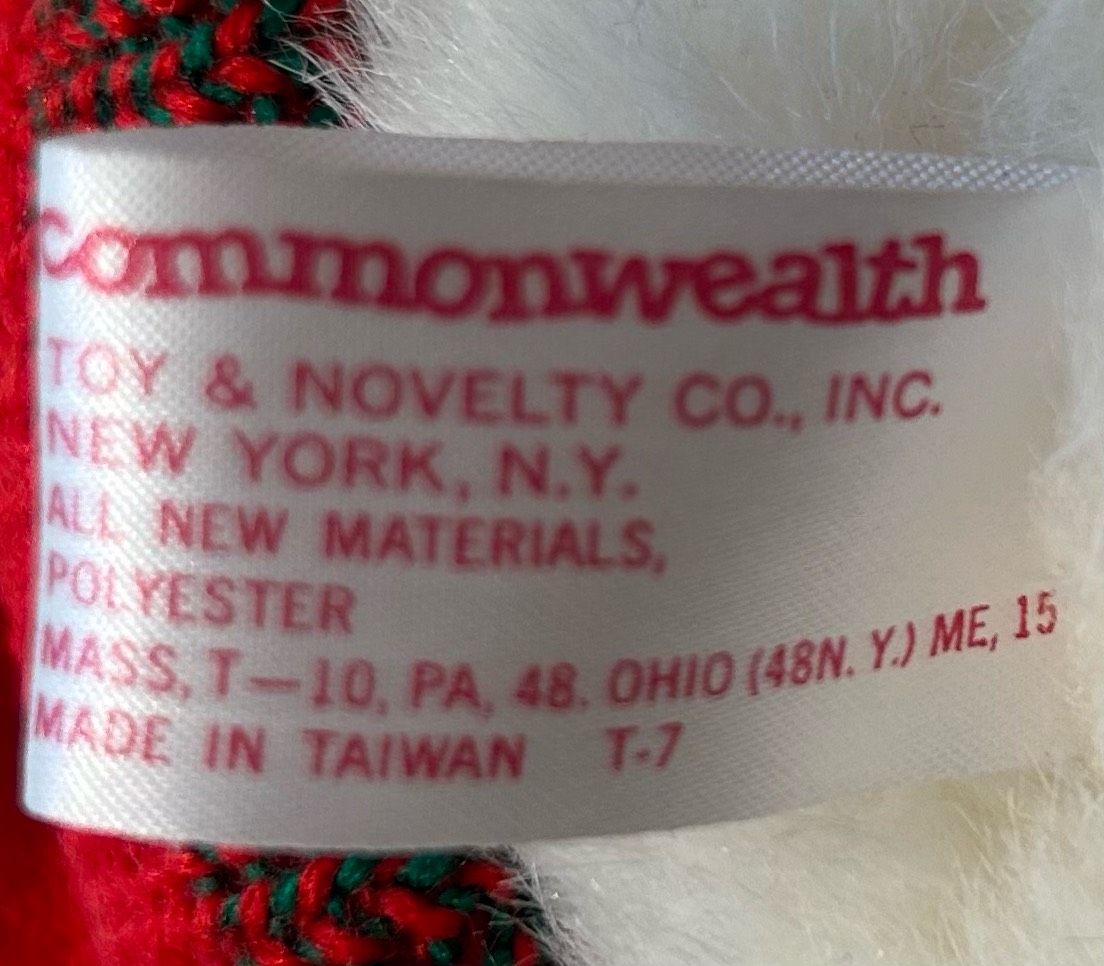 Commonwealth
TOY & NOVELTY CO., INC.
NEW YORK, N.Y.
ALL NEW MATERIALS,
POLYESTER
MASS, T—10, PA, 48. OHIO (48N. Y.) ME, 15
MADE IN TAIWAN T-7